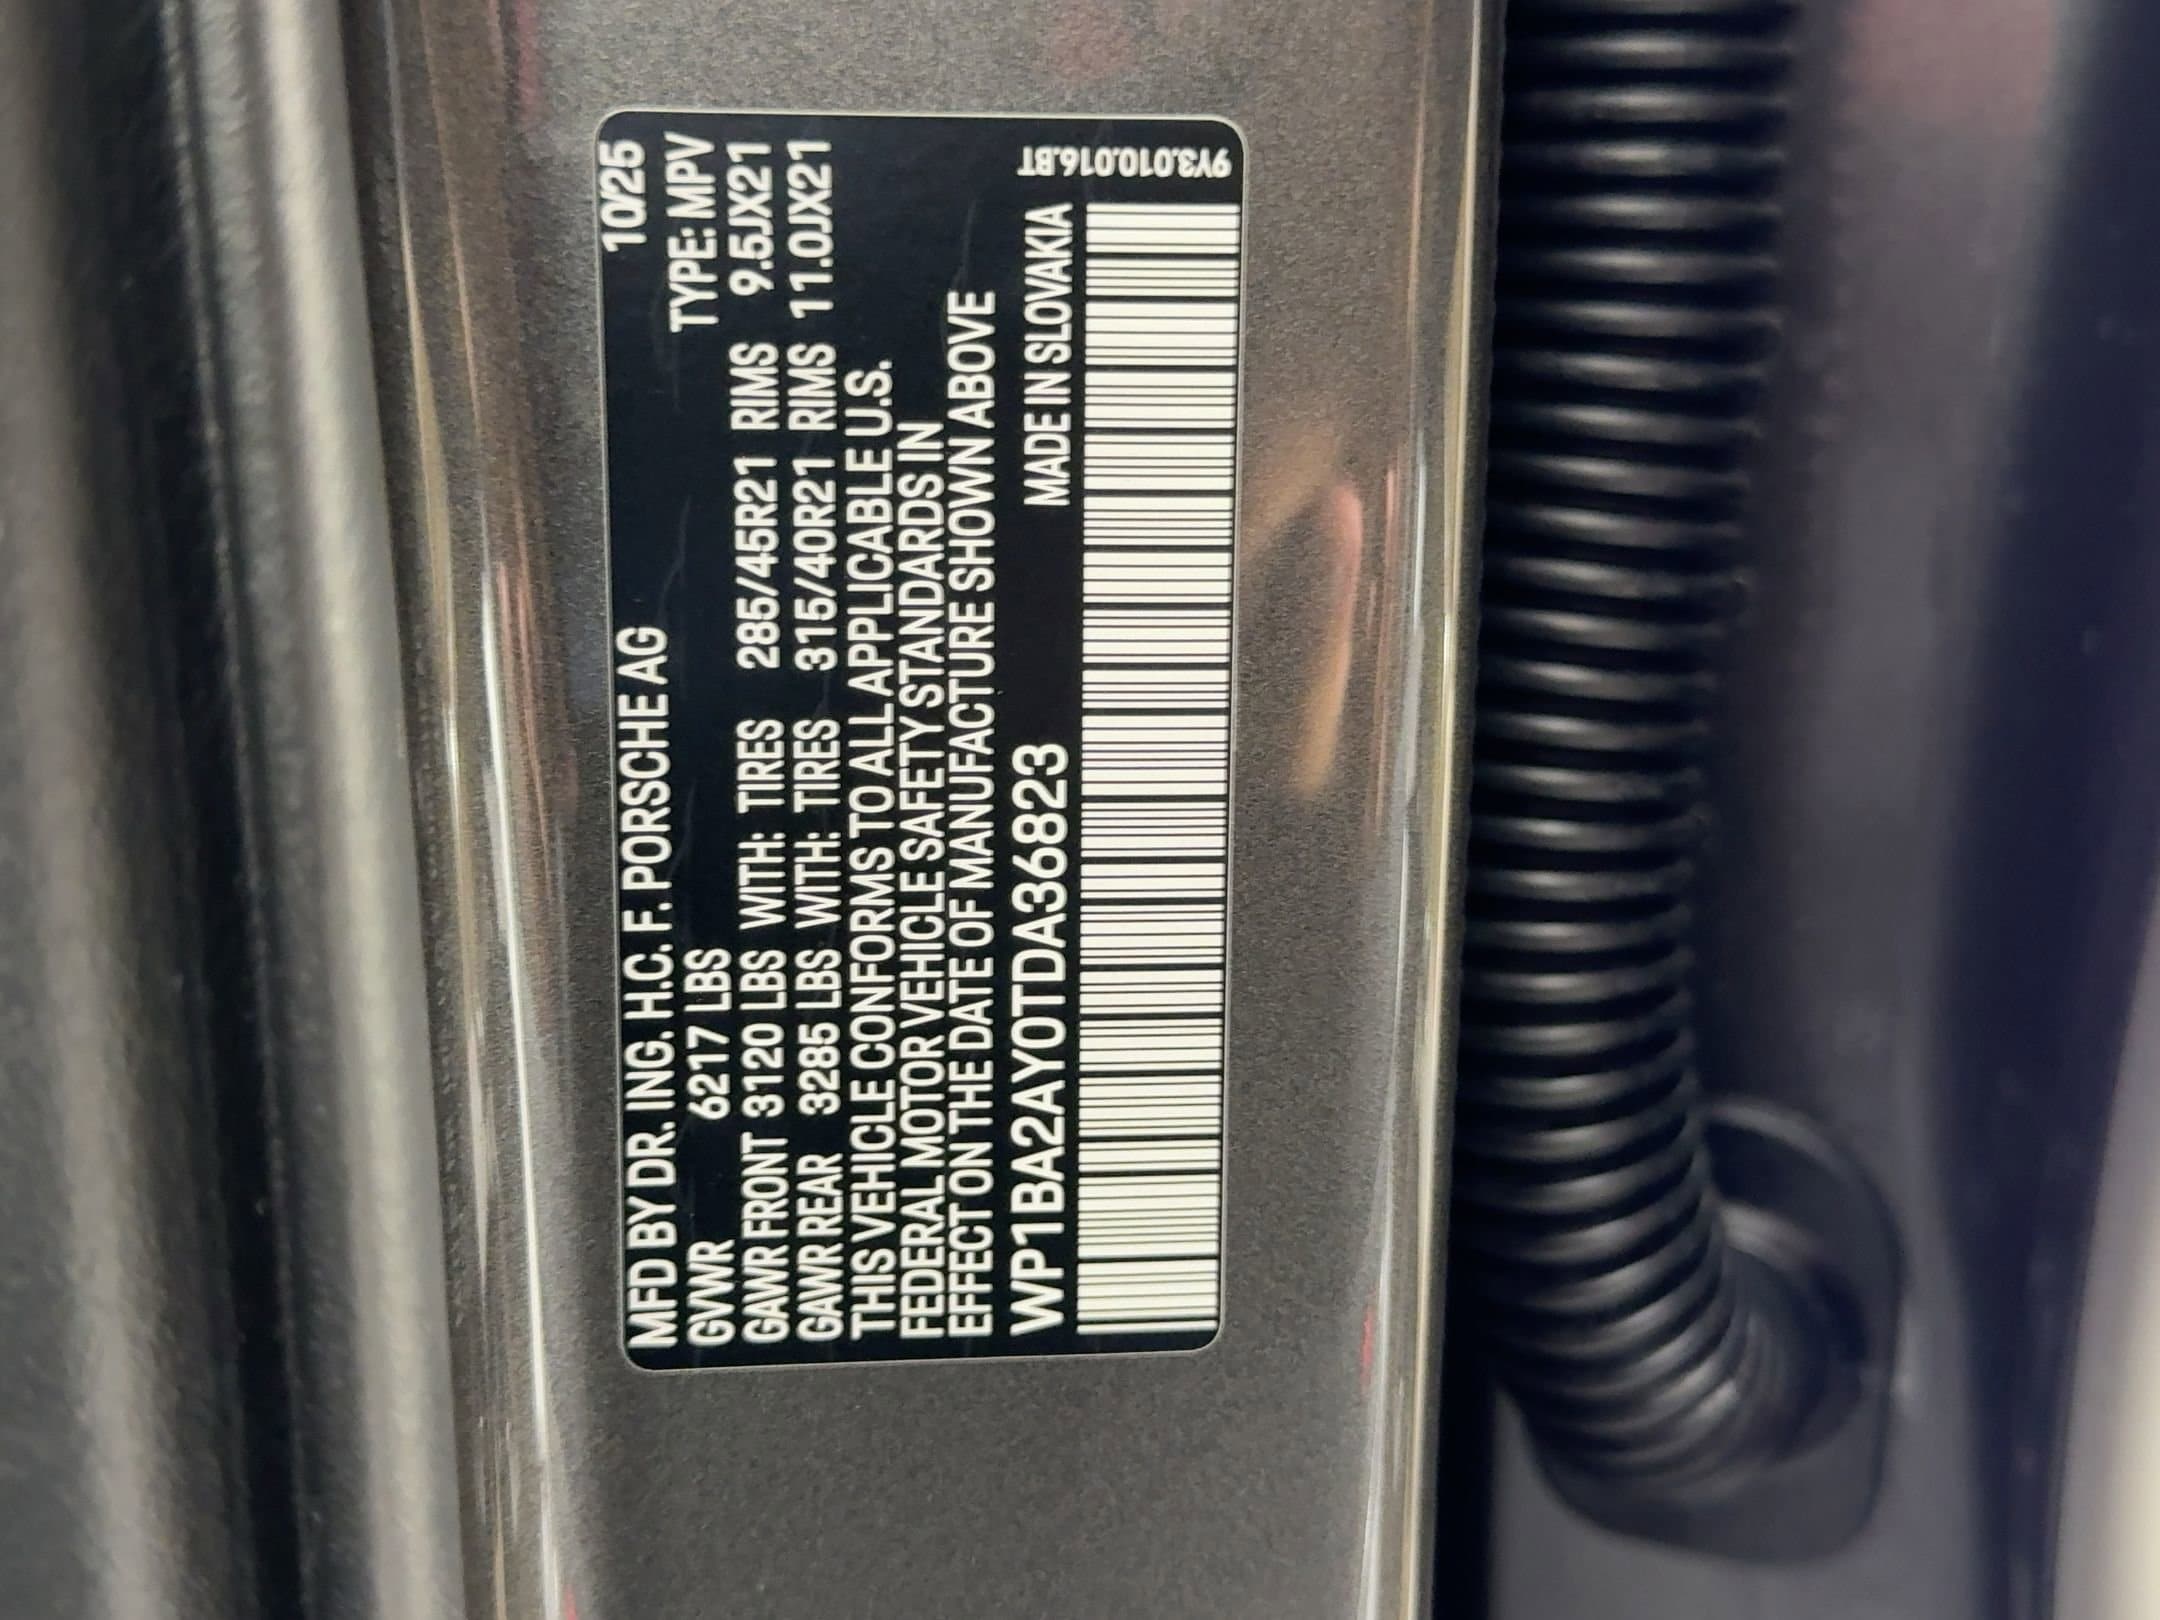 10/25
MFD BY DR. ING. H.C. F. PORSCHE AG
GVWR 6217 LBS TYPE: MPV
GAWR FRONT 3120 LBS WITH: TIRES 285/45R21 RIMS 9.5JX21
GAWR REAR 3285 LBS WITH: TIRES 315/40R21 RIMS 11.0JX21
THIS VEHICLE CONFORMS TO ALL APPLICABLE U.S.
FEDERAL MOTOR VEHICLE SAFETY STANDARDS IN
EFFECT ON THE DATE OF MANUFACTURE SHOWN ABOVE
WP1BA2AY0TDA36823 MADE IN SLOVAKIA
9Y3.010.016.BT